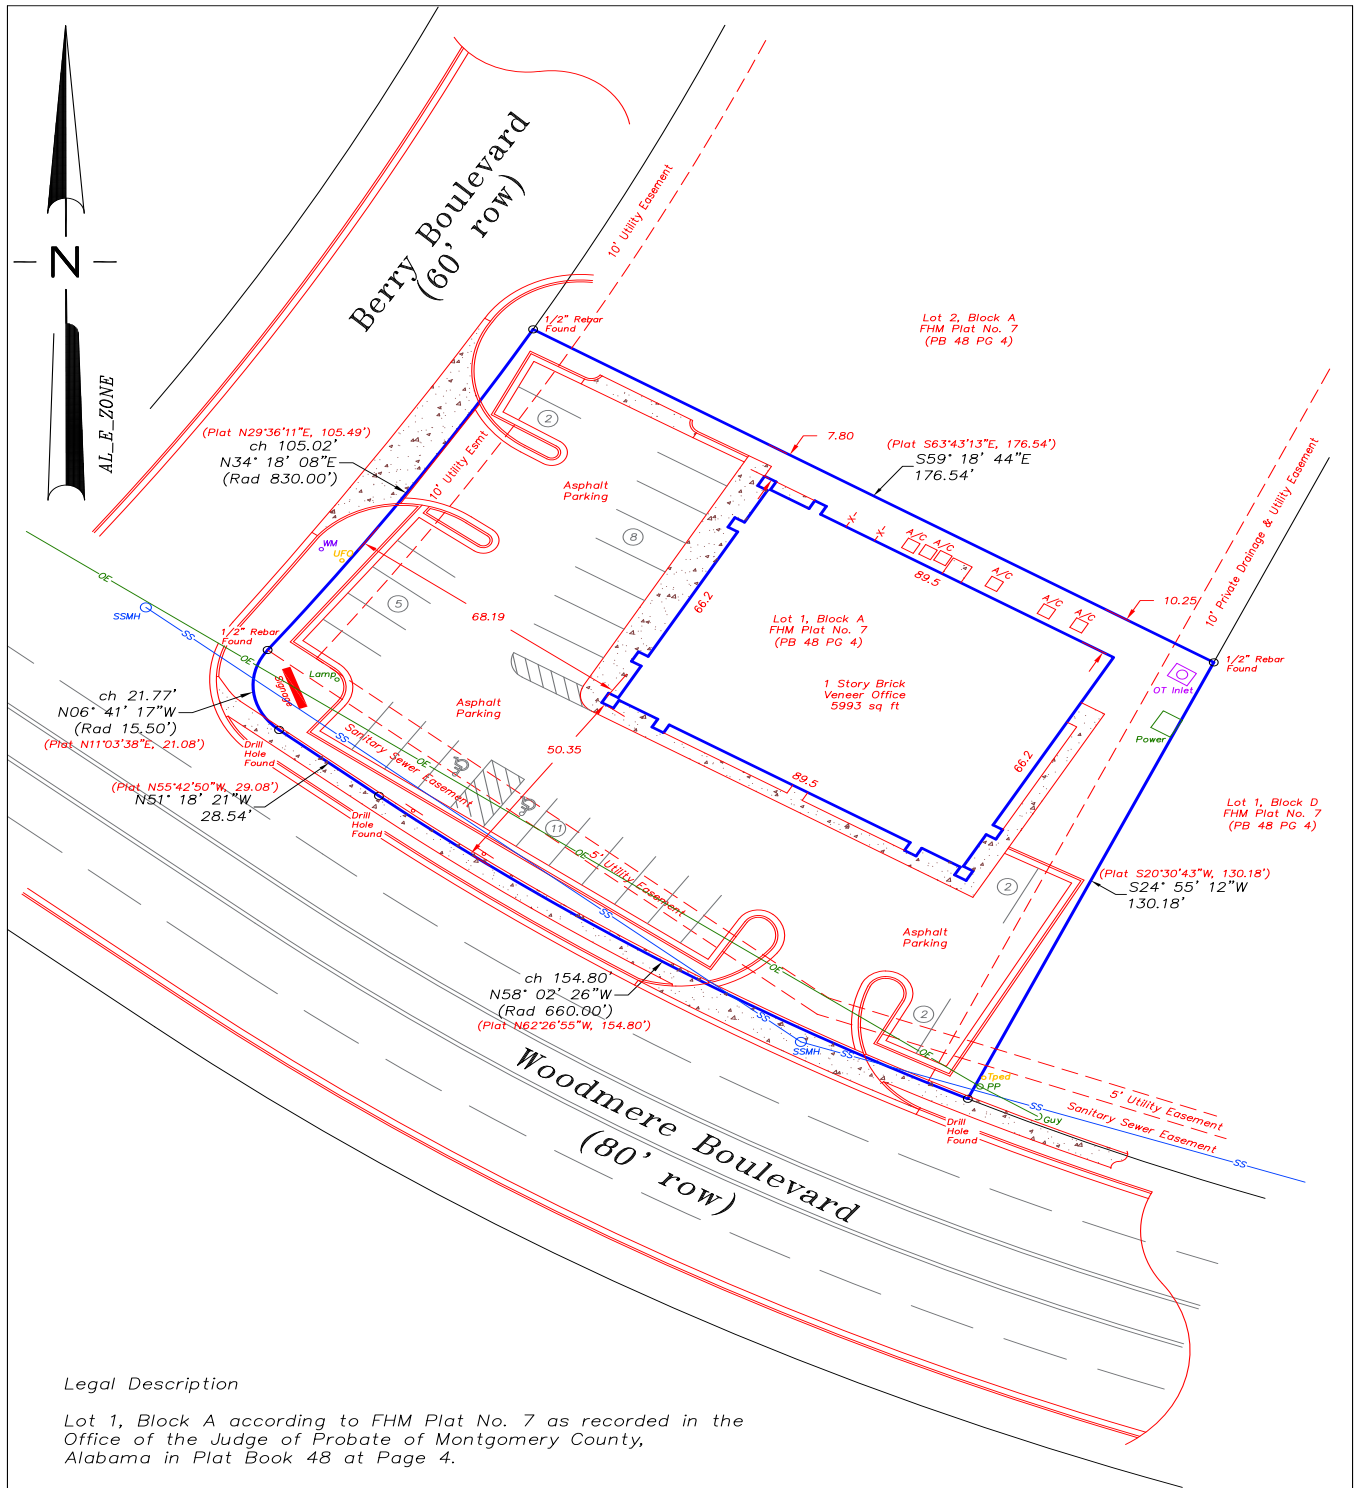 N
AL_E_ZONE
Berry Boulevard
(60' row)
10' Utility Easement
1/2" Rebar
Found
Lot 2, Block A
FHM Plat No. 7
(PB 48 PG 4)
(Plat N29°36'11"E, 105.49')
ch 105.02'
N34° 18' 08"E
(Rad 830.00')
10' Utility Esmt
2
7.80
(Plat S63°43'13"E, 176.54')
S59° 18' 44"E
176.54'
10' Private Drainage & Utility Easement
Asphalt
Parking
8
-X-
-X-
A/C
A/C
A/C
A/C
A/C
89.5
10.25
WM
UFO
OE
SSMH
SS
5
68.19
66.2
Lot 1, Block A
FHM Plat No. 7
(PB 48 PG 4)
1/2" Rebar
Found
OE
Lamp
Signage
1/2" Rebar
Found
OT Inlet
1 Story Brick
Veneer Office
5993 sq ft
ch 21.77'
N06° 41' 17"W
(Rad 15.50')
(Plat N11°03'38"E, 21.08')
Asphalt
Parking
Power
Drill
Hole
Found
SS
Sanitary Sewer Easement
OE
50.35
66.2
89.5
(Plat N55°42'50"W, 29.08')
N51° 18' 21"W
28.54'
Drill
Hole
Found
11
Lot 1, Block D
FHM Plat No. 7
(PB 48 PG 4)
OE
5' Utility Easement
SS
2
(Plat S20°30'43"W, 130.18')
S24° 55' 12"W
130.18'
Asphalt
Parking
OE
ch 154.80'
N58° 02' 26"W
(Rad 660.00')
(Plat N62°26'55"W, 154.80')
2
SS
SSMH
SS
OE
Tped
PP
SS
Guy
5' Utility Easement
Sanitary Sewer Easement
SS
Drill
Hole
Found
Woodmere Boulevard
(80' row)
Legal Description
Lot 1, Block A according to FHM Plat No. 7 as recorded in the
Office of the Judge of Probate of Montgomery County,
Alabama in Plat Book 48 at Page 4.